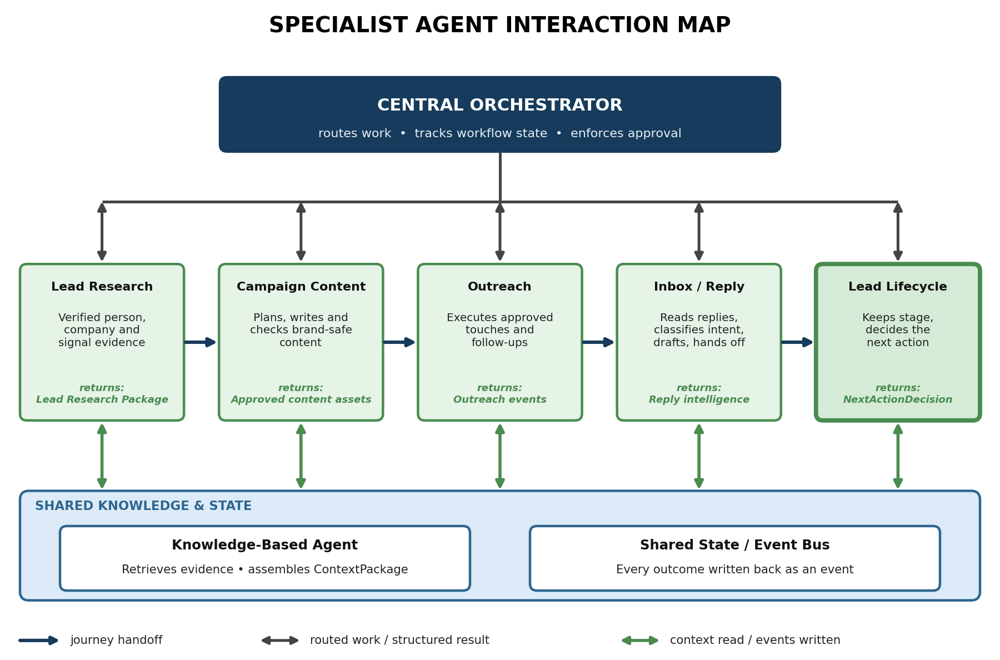 SPECIALIST AGENT INTERACTION MAP
CENTRAL ORCHESTRATOR
routes work • tracks workflow state • enforces approval
Lead Research
Verified person,
company and
signal evidence
returns:
Lead Research Package
Campaign Content
Plans, writes and
checks brand-safe
content
returns:
Approved content assets
Outreach
Executes approved
touches and
follow-ups
returns:
Outreach events
Inbox / Reply
Reads replies,
classifies intent,
drafts, hands off
returns:
Reply intelligence
Lead Lifecycle
Keeps stage,
decides the
next action
returns:
NextActionDecision
SHARED KNOWLEDGE & STATE
Knowledge-Based Agent
Retrieves evidence • assembles ContextPackage
Shared State / Event Bus
Every outcome written back as an event
journey handoff
routed work / structured result
context read / events written